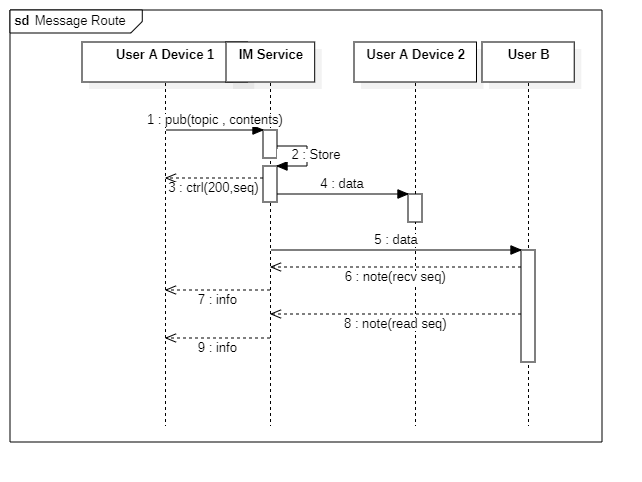 sd Message Route
User A Device 1
IM Service
User A Device 2
User B
1 : pub(topic , contents)
2 : Store
3 : ctrl(200,seq)
4 : data
5 : data
6 : note(recv seq)
7 : info
8 : note(read seq)
9 : info